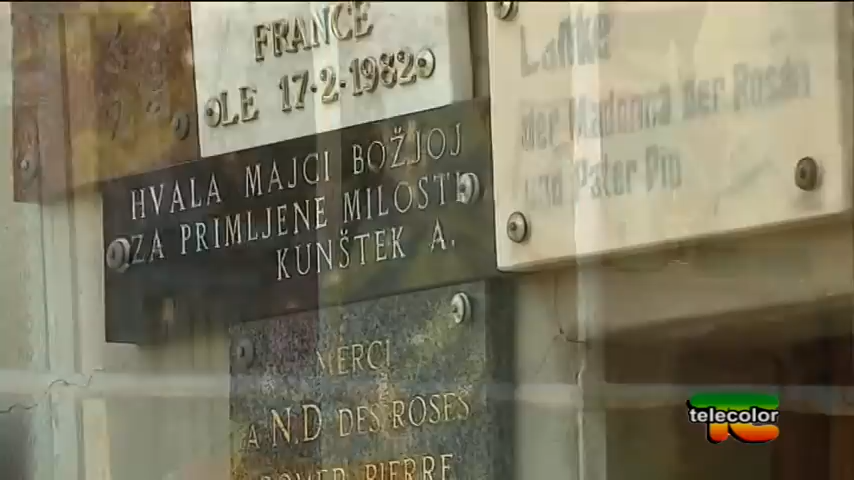 FRANCE
LE 17-2-1982
HVALA MAJCI BOŽJOJ
ZA PRIMLJENE MILOSTI
KUNŠTEK A.
der Madonna der Rosen
und Pater Pio
MERCI
A N.D DES ROSES
PIERRE
telecolor